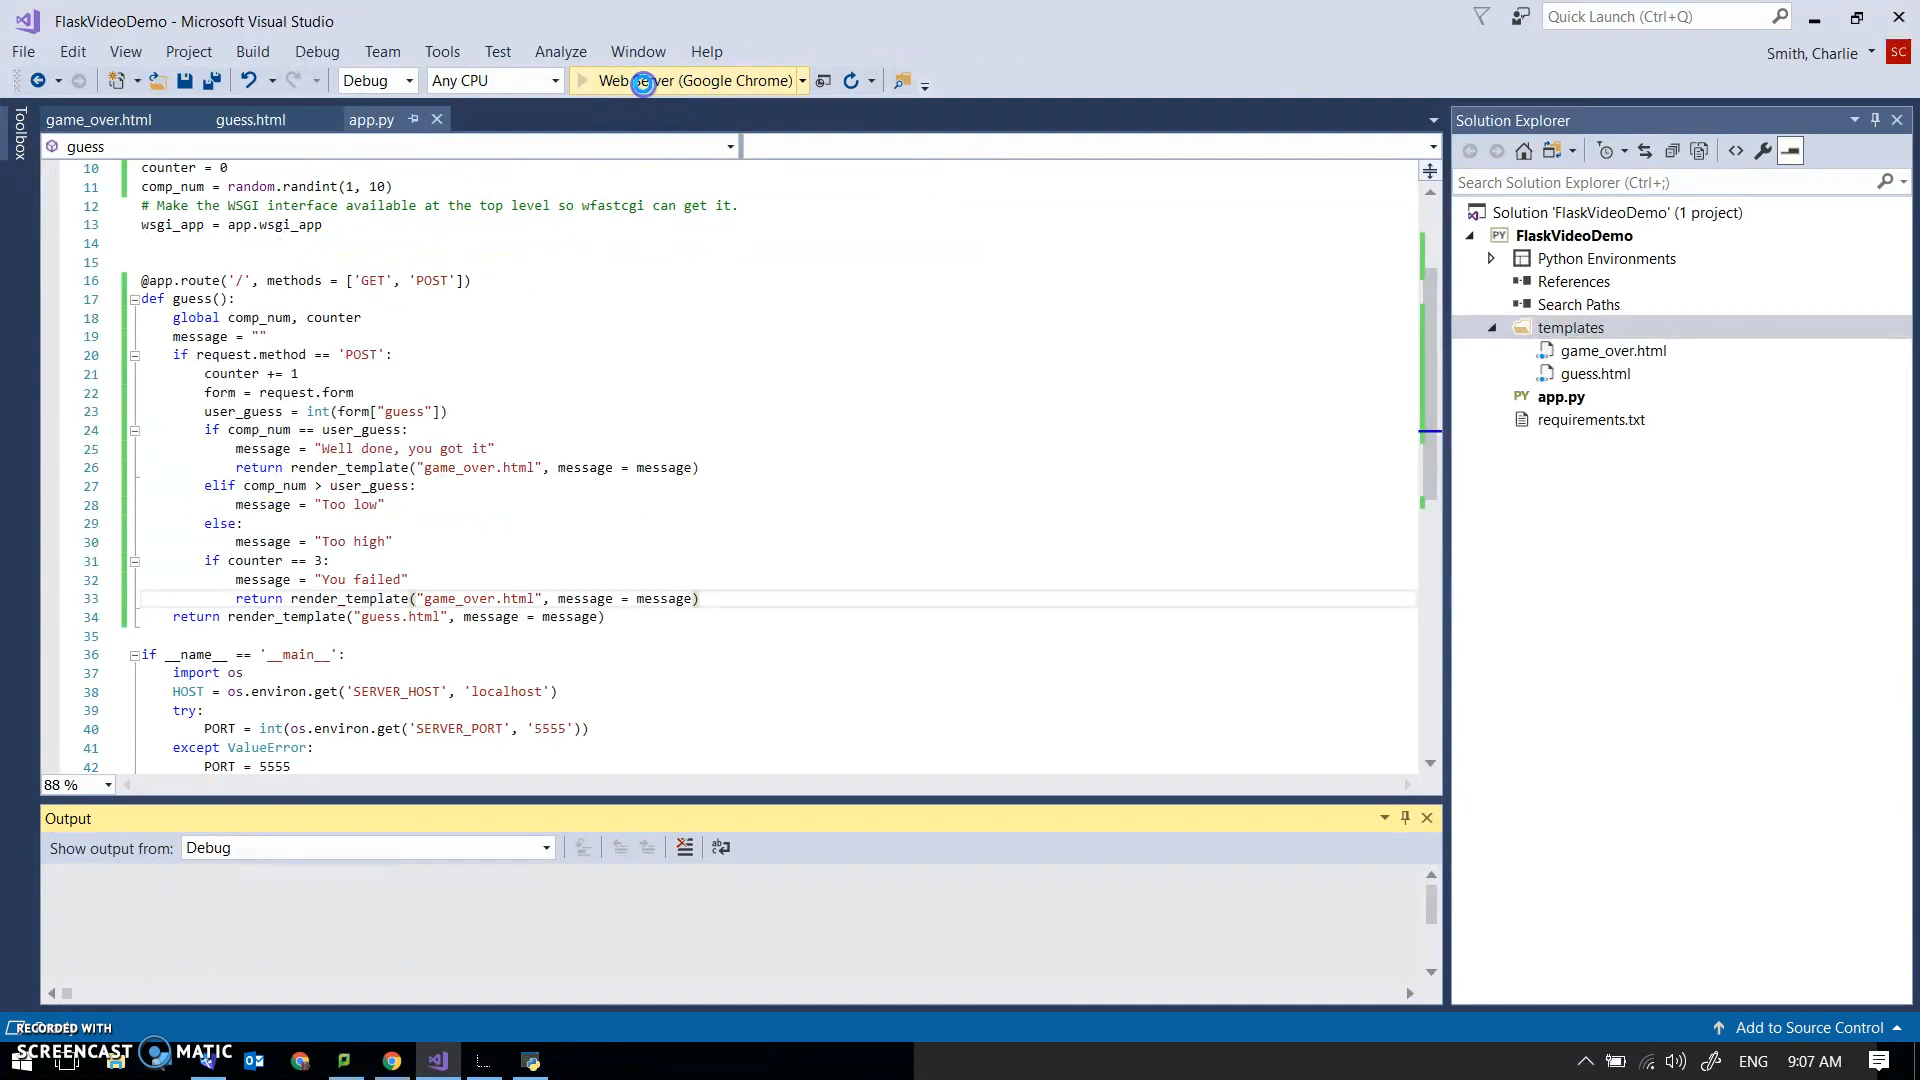 FlaskVideoDemo - Microsoft Visual Studio
Quick Launch (Ctrl+Q)
File Edit View Project Build Debug Team Tools Test Analyze Window Help
Smith, Charlie SC
Debug Any CPU Web Server (Google Chrome)
Toolbox
game_over.html guess.html app.py
guess
10 counter = 0
11 comp_num = random.randint(1, 10)
12 # Make the WSGI interface available at the top level so wfastcgi can get it.
13 wsgi_app = app.wsgi_app
14
15
16 @app.route('/', methods = ['GET', 'POST'])
17 def guess():
18 global comp_num, counter
19 message = ""
20 if request.method == 'POST':
21 counter += 1
22 form = request.form
23 user_guess = int(form["guess"])
24 if comp_num == user_guess:
25 message = "Well done, you got it"
26 return render_template("game_over.html", message = message)
27 elif comp_num > user_guess:
28 message = "Too low"
29 else:
30 message = "Too high"
31 if counter == 3:
32 message = "You failed"
33 return render_template("game_over.html", message = message)
34 return render_template("guess.html", message = message)
35
36 if __name__ == '__main__':
37 import os
38 HOST = os.environ.get('SERVER_HOST', 'localhost')
39 try:
40 PORT = int(os.environ.get('SERVER_PORT', '5555'))
41 except ValueError:
42 PORT = 5555
88 %
Output
Show output from: Debug
Solution Explorer
Search Solution Explorer (Ctrl+;)
Solution 'FlaskVideoDemo' (1 project)
PY FlaskVideoDemo
Python Environments
References
Search Paths
templates
game_over.html
guess.html
PY app.py
requirements.txt
Add to Source Control
RECORDED WITH
SCREENCAST MATIC
ENG 9:07 AM